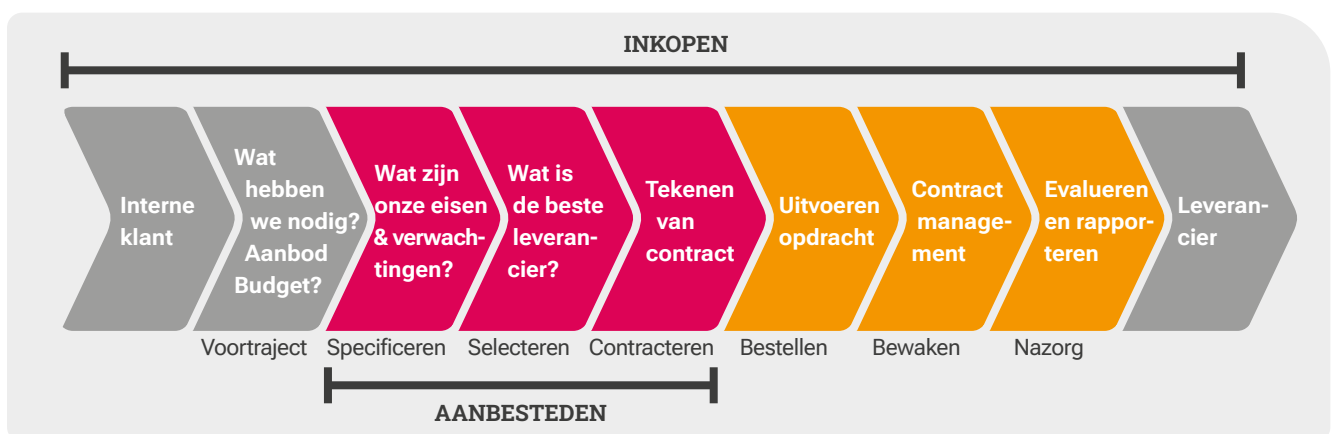 INKOPEN
Interne
klant
Wat
hebben
we nodig?
Aanbod
Budget?
Wat zijn
onze eisen
& verwach-
tingen?
Wat is
de beste
leveran-
cier?
Tekenen
van
contract
Uitvoeren
opdracht
Contract
manage-
ment
Evalueren
en rappor-
teren
Leveran-
cier
Voortraject
Specificeren
Selecteren
Contracteren
Bestellen
Bewaken
Nazorg
AANBESTEDEN